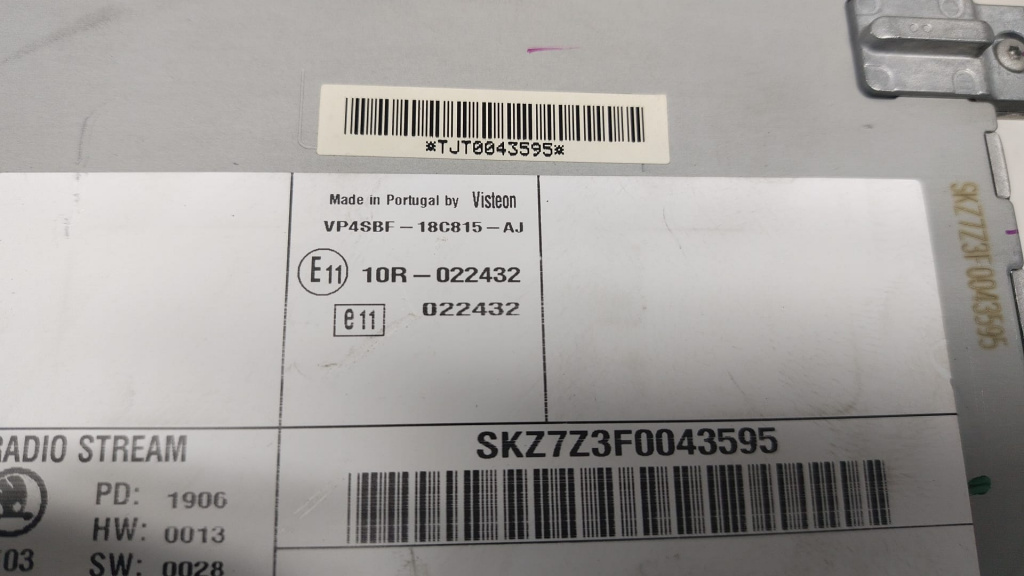 *TJT0043595*
Made in Portugal by Visteon
VP4SBF-18C815-AJ
E11 10R-022432
e11 022432
SKZ7Z3F0043595
RADIO STREAM
SKZ7Z3F0043595
PD: 1906
HW: 0013
SW: 0028